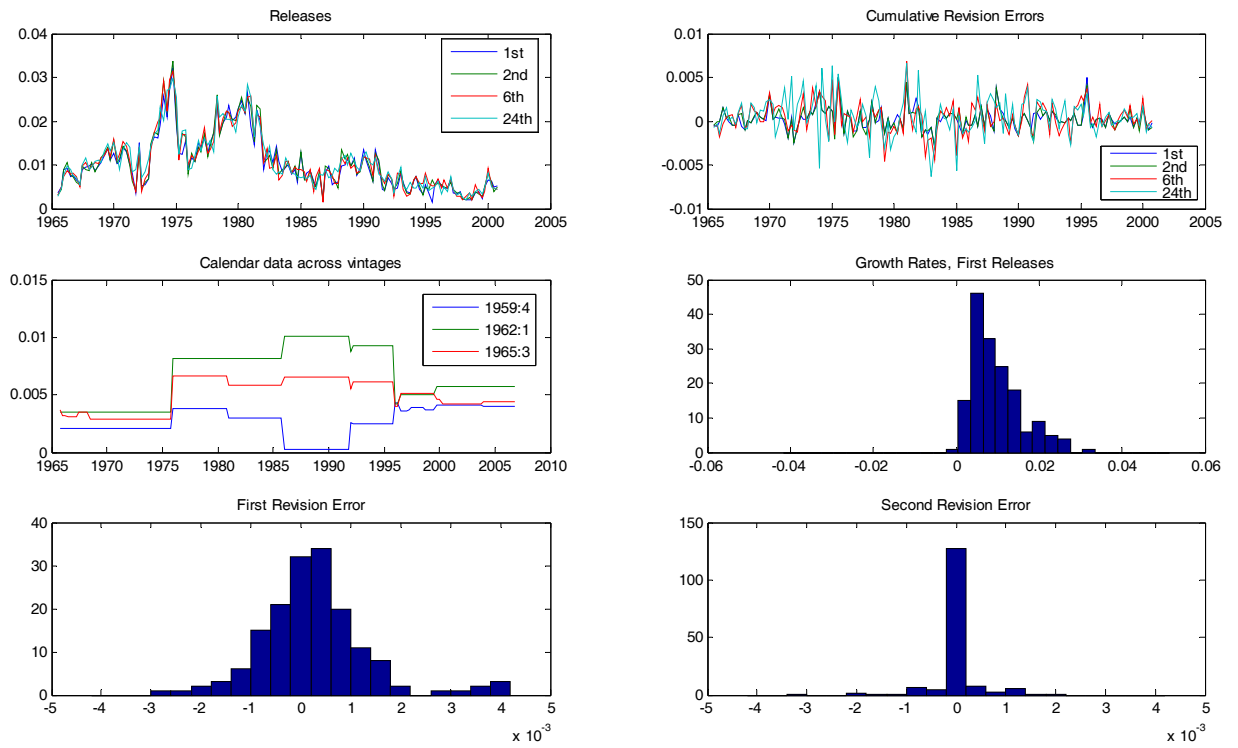 Releases
0.04
0.03
0.02
0.01
0
1965 1970 1975 1980 1985 1990 1995 2000 2005
1st
2nd
6th
24th
Cumulative Revision Errors
0.01
0.005
0
-0.005
-0.01
1965 1970 1975 1980 1985 1990 1995 2000 2005
1st
2nd
6th
24th
Calendar data across vintages
0.015
0.01
0.005
0
1965 1970 1975 1980 1985 1990 1995 2000 2005 2010
1959:4
1962:1
1965:3
Growth Rates, First Releases
50
40
30
20
10
0
-0.06 -0.04 -0.02 0 0.02 0.04 0.06
First Revision Error
40
30
20
10
0
-5 -4 -3 -2 -1 0 1 2 3 4 5
x 10-3
Second Revision Error
150
100
50
0
-5 -4 -3 -2 -1 0 1 2 3 4 5
x 10-3